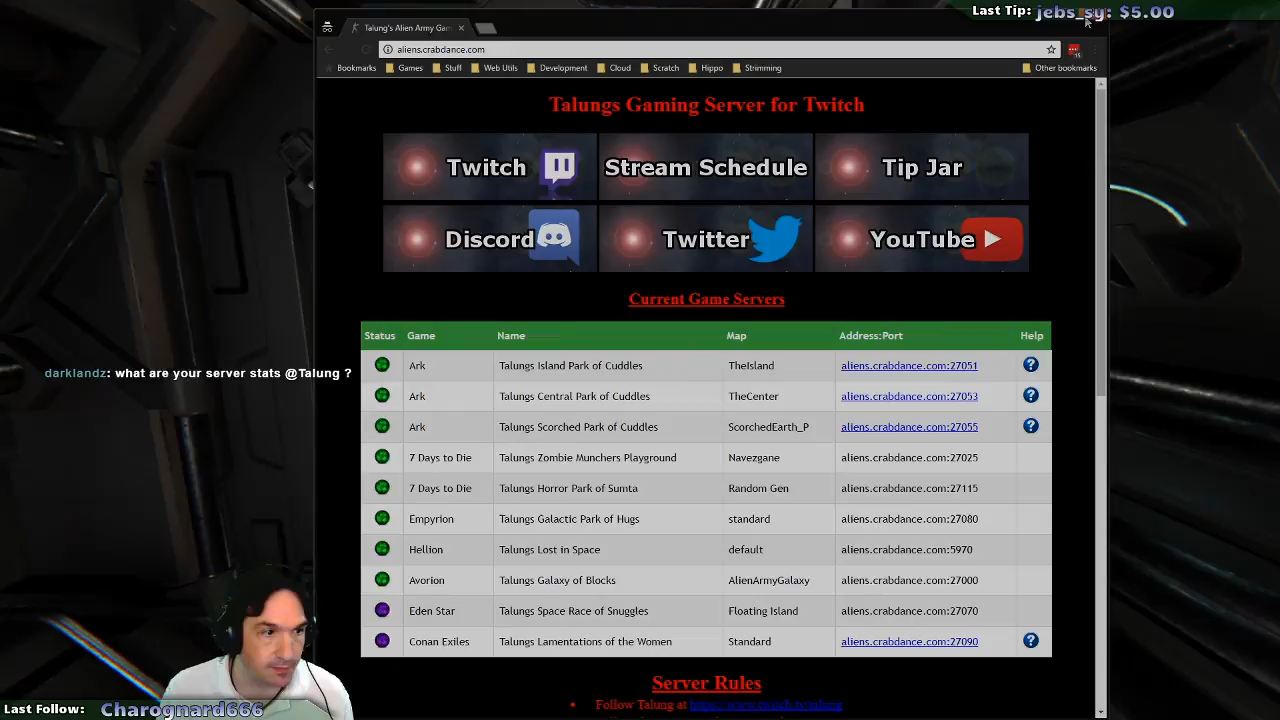 Last Tip: jebs_sy: $5.00
Talung's Alien Army Gam
aliens.crabdance.com
15
Bookmarks Games Stuff Web Utils Development Cloud Scratch Hippo Strimming Other bookmarks
Talungs Gaming Server for Twitch
Twitch Stream Schedule Tip Jar
Discord Twitter YouTube
Current Game Servers
Status Game Name Map Address:Port Help
Ark Talungs Island Park of Cuddles TheIsland aliens.crabdance.com:27051 ?
darklandz: what are your server stats @Talung ?
Ark Talungs Central Park of Cuddles TheCenter aliens.crabdance.com:27053 ?
Ark Talungs Scorched Park of Cuddles ScorchedEarth_P aliens.crabdance.com:27055 ?
7 Days to Die Talungs Zombie Munchers Playground Navezgane aliens.crabdance.com:27025
7 Days to Die Talungs Horror Park of Sumta Random Gen aliens.crabdance.com:27115
Empyrion Talungs Galactic Park of Hugs standard aliens.crabdance.com:27080
Hellion Talungs Lost in Space default aliens.crabdance.com:5970
Avorion Talungs Galaxy of Blocks AlienArmyGalaxy aliens.crabdance.com:27000
Eden Star Talungs Space Race of Snuggles Floating Island aliens.crabdance.com:27070
Conan Exiles Talungs Lamentations of the Women Standard aliens.crabdance.com:27090 ?
Server Rules
Follow Talung at https://www.twitch.tv/talung
Last Follow: Charognard666